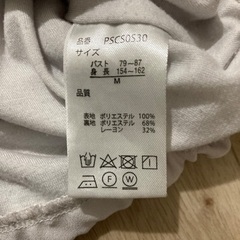 品番 PSCS0S30
サイズ
バスト 79-87
身長 154-162
M
品質
表地 ポリエステル 100%
裏地 ポリエステル 68%
レーヨン 32%
P W